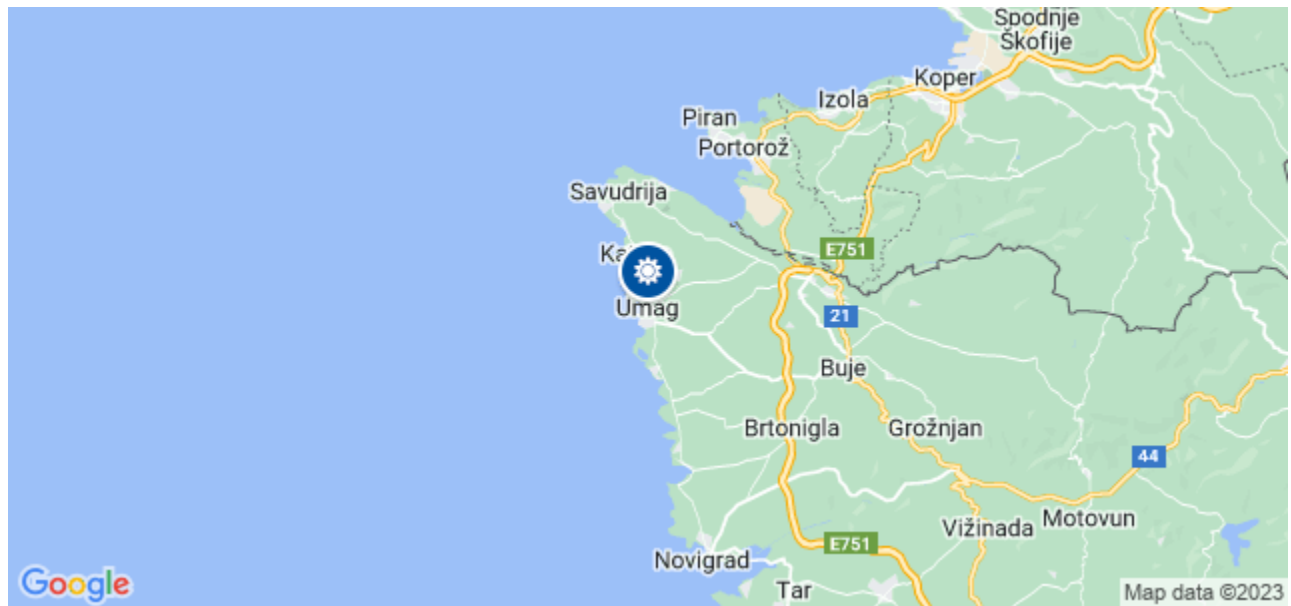 Spodnje
Škofije
Koper
Izola
Piran
Portorož
Savudrija
E751
Umag
21
Buje
Brtonigla
Grožnjan
44
Motovun
Vižinada
E751
Novigrad
Tar
Google
Map data ©2023